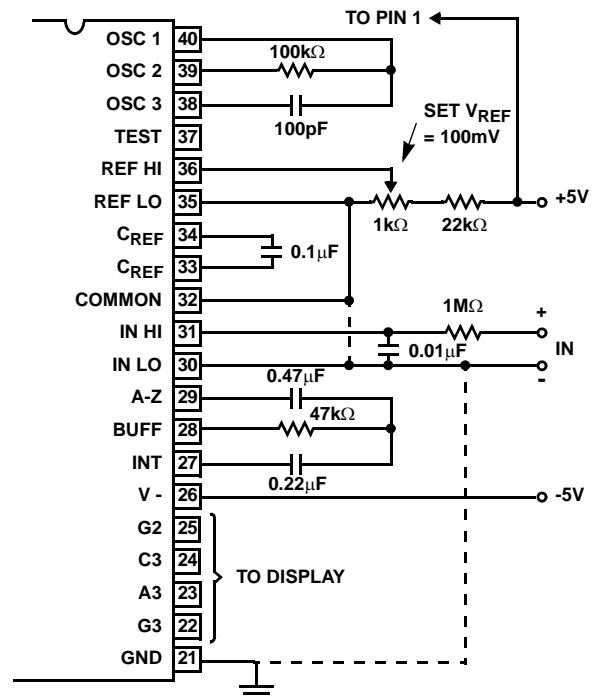 TO PIN 1
OSC 1 40
100kΩ
OSC 2 39
OSC 3 38
100pF
SET VREF
= 100mV
TEST 37
REF HI 36
REF LO 35
+5V
1kΩ 22kΩ
CREF 34
0.1µF
CREF 33
COMMON 32
1MΩ
+
IN HI 31
0.01µF
IN
IN LO 30
-
0.47µF
A-Z 29
47kΩ
BUFF 28
INT 27
0.22µF
V - 26
-5V
G2 25
C3 24
TO DISPLAY
A3 23
G3 22
GND 21